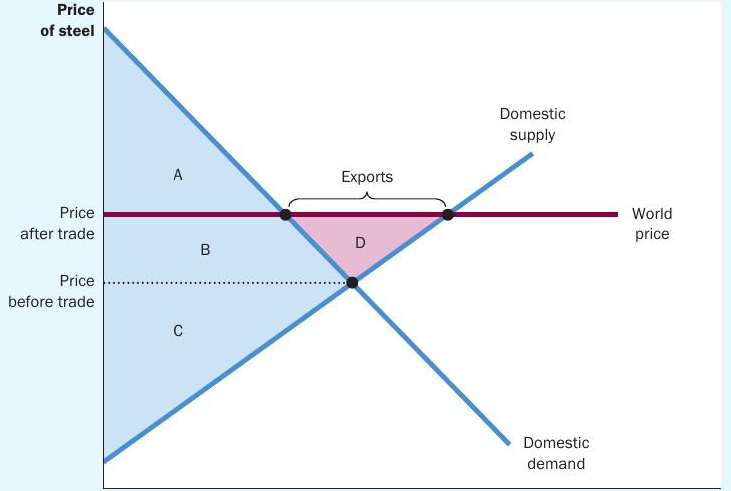 Price
of steel
Domestic
supply
Exports
A
Price
after trade
World
price
B
D
Price
before trade
C
Domestic
demand